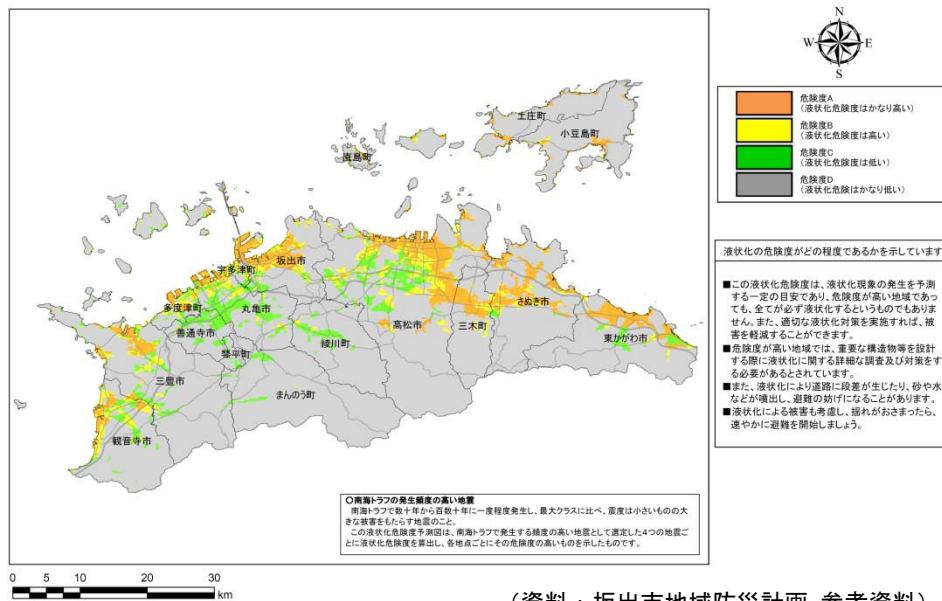 N
W
E
S
危険度A
(液状化危険度はかなり高い)
危険度B
(液状化危険度は高い)
危険度C
(液状化危険度は低い)
危険度D
(液状化危険はかなり低い)
液状化の危険度がどの程度であるかを示しています
■この液状化危険度は、液状化現象の発生を予測
する一定の目安であり、危険度が高い地域であっ
ても、全てが必ず液状化するというものでもありま
せん。また、適切な液状化対策を実施すれば、被
害を軽減することができます。
■危険度が高い地域では、重要な構造物等を設計
する際に液状化に関する詳細な調査及び対策をす
る必要があるとされています。
■また、液状化により道路に段差が生じたり、砂や水
などが噴出し、避難の妨げになることがあります。
■液状化による被害も考慮し、揺れがおさまったら、
速やかに避難を開始しましょう。
土庄町
小豆島町
直島町
宇多津町
坂出市
多度津町
丸亀市
善通寺市
琴平町
綾川町
高松市
三木町
さぬき市
東かがわ市
三豊市
まんのう町
観音寺市
○南海トラフの発生頻度の高い地震
南海トラフで数十年から百数十年に一度程度発生し、最大クラスに比べ、震度は小さいものの大
きな被害をもたらす地震のこと。
この液状化危険度予測図は、南海トラフで発生する頻度の高い地震として選定した4つの地震ご
とに液状化危険度を算出し、各地点ごとにその危険度の高いものを示したものです。
0 5 10 20 30
km